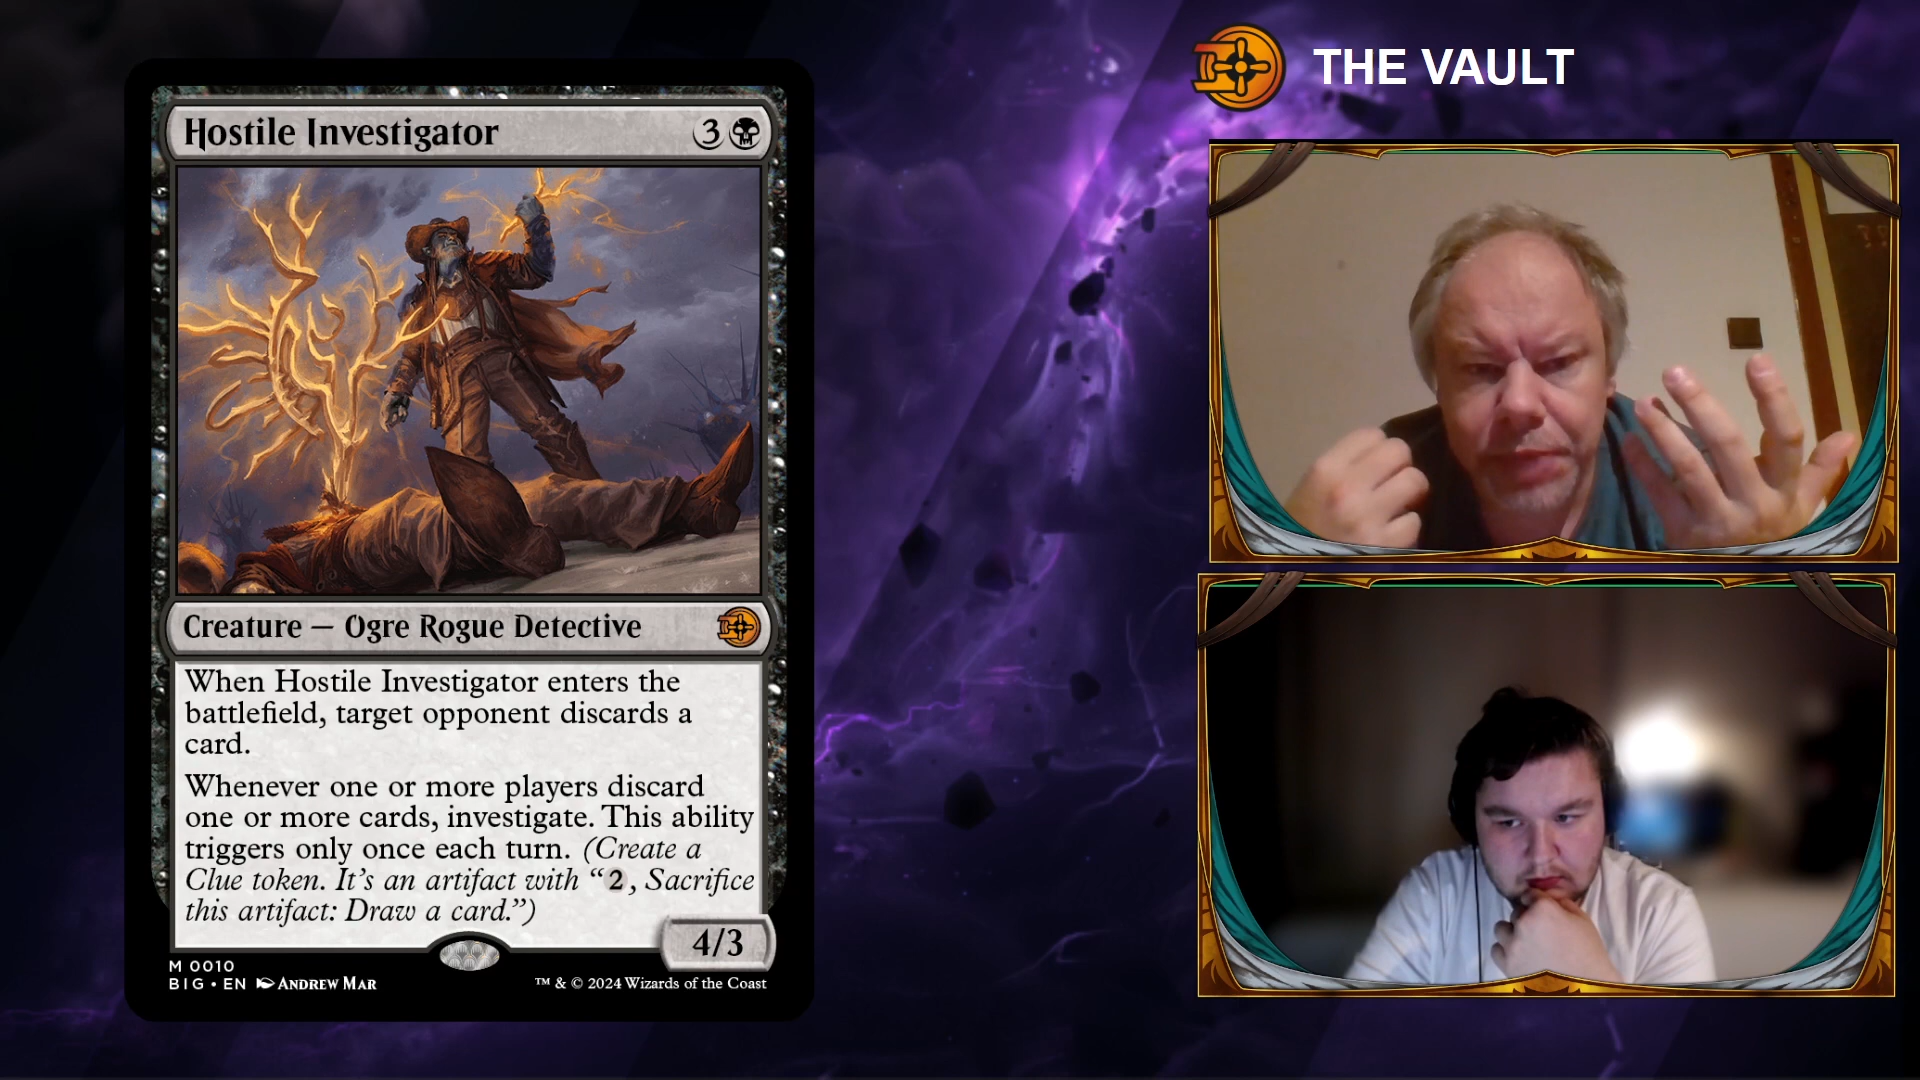 THE VAULT
Hostile Investigator 3
Creature — Ogre Rogue Detective
When Hostile Investigator enters the
battlefield, target opponent discards a
card.
Whenever one or more players discard
one or more cards, investigate. This ability
triggers only once each turn. (Create a
Clue token. It's an artifact with “2, Sacrifice
this artifact: Draw a card.”)
4/3
M 0010
BIG • EN ANDREW MAR
™ & © 2024 Wizards of the Coast